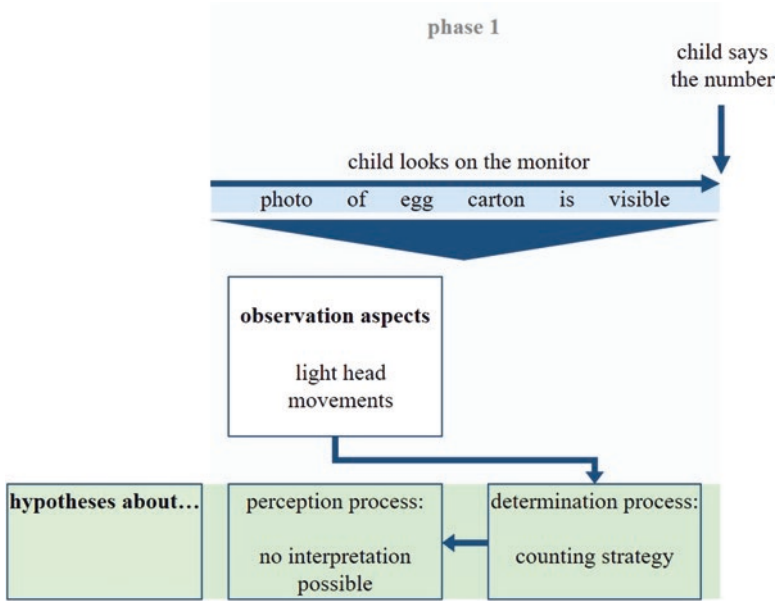 phase 1
child says
the number
child looks on the monitor
photo of egg carton is visible
observation aspects
light head
movements
hypotheses about…
perception process:
no interpretation
possible
determination process:
counting strategy